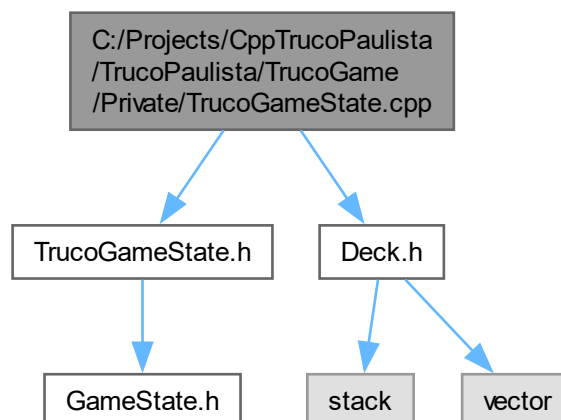 C:/Projects/CppTrucoPaulista
/TrucoPaulista/TrucoGame
/Private/TrucoGameState.cpp
TrucoGameState.h
Deck.h
GameState.h
stack
vector